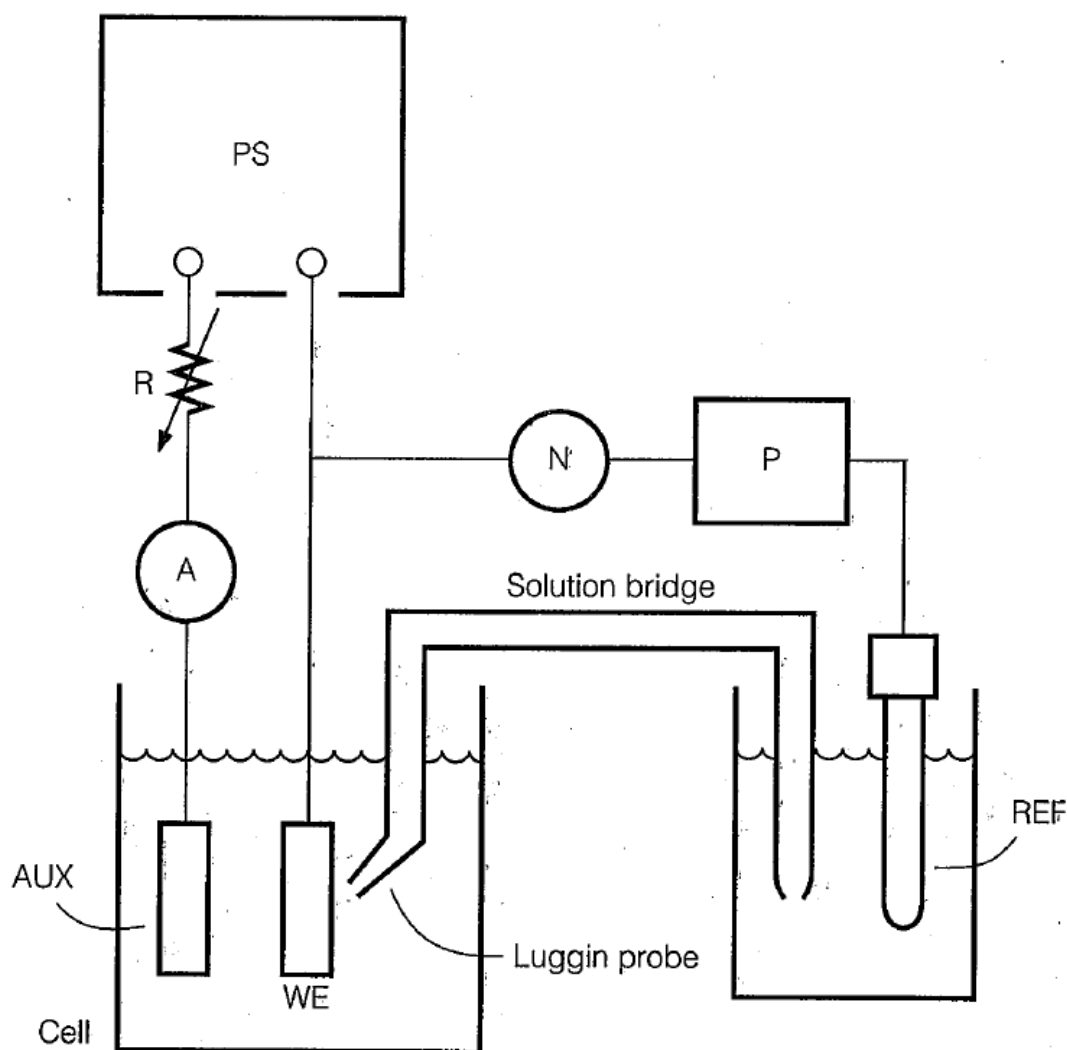 PS
R
N
P
A
Solution bridge
REF
AUX
Luggin probe
WE
Cell